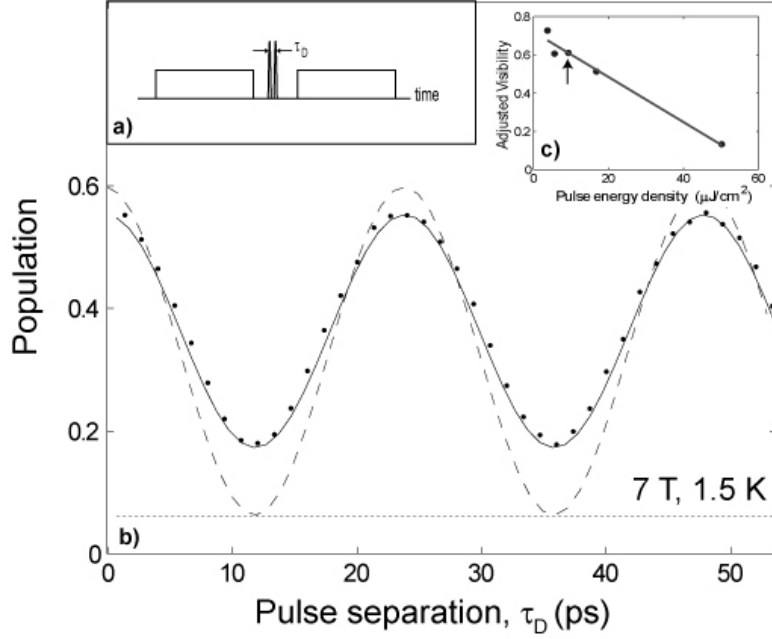 τD
time
a)
0.8
0.6
0.4
0.2
0
Adjusted Visibility
c)
0
20
40
60
Pulse energy density (μJ/cm2)
0.6
0.4
0.2
0
Population
7 T, 1.5 K
b)
0
10
20
30
40
50
Pulse separation, τD (ps)